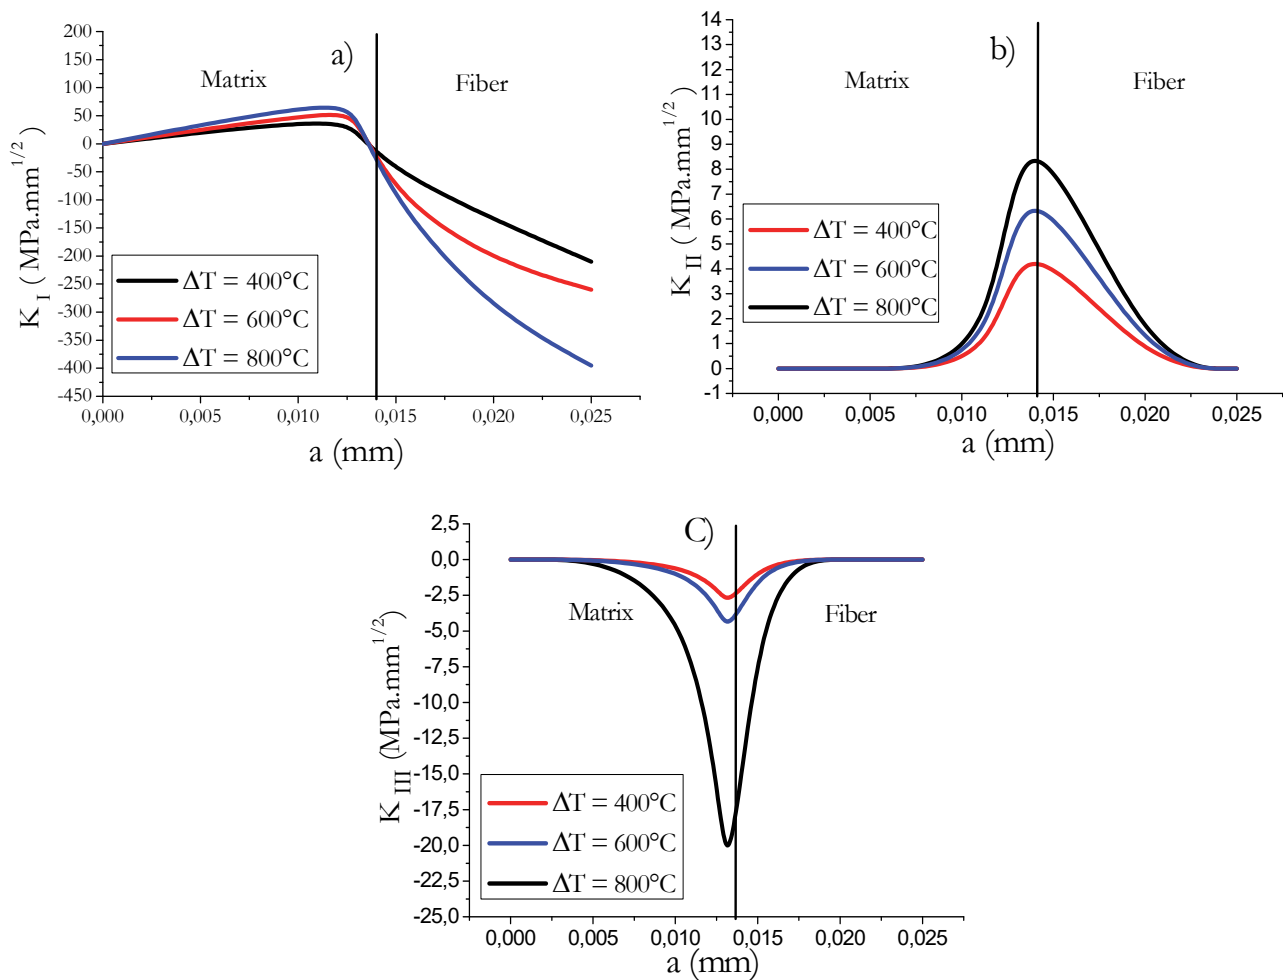 a)
Matrix
Fiber
200
150
100
50
0
-50
-100
-150
-200
-250
-300
-350
-400
-450
K I ( MPa.mm 1/2 )
ΔT = 400°C
ΔT = 600°C
ΔT = 800°C
0,000 0,005 0,010 0,015 0,020 0,025
a (mm)
b)
Matrix
Fiber
14
13
12
11
10
9
8
7
6
5
4
3
2
1
0
-1
K II ( MPa.mm 1/2 )
ΔT = 400°C
ΔT = 600°C
ΔT = 800°C
0,000 0,005 0,010 0,015 0,020 0,025
a (mm)
C)
Matrix
Fiber
2,5
0,0
-2,5
-5,0
-7,5
-10,0
-12,5
-15,0
-17,5
-20,0
-22,5
-25,0
K III (MPa.mm 1/2 )
ΔT = 400°C
ΔT = 600°C
ΔT = 800°C
0,000 0,005 0,010 0,015 0,020 0,025
a (mm)